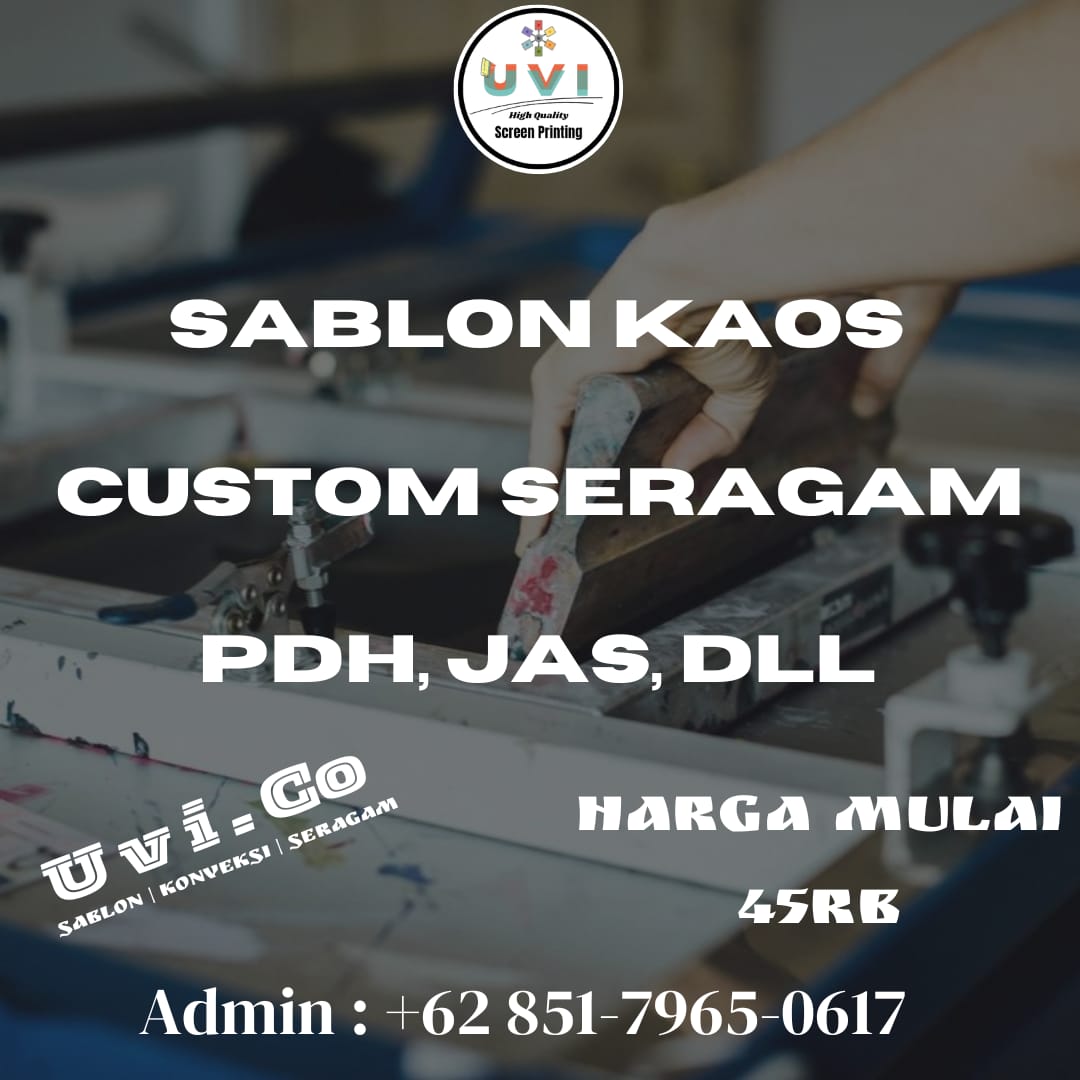 UVI
High Quality
Screen Printing
SABLON KAOS
CUSTOM SERAGAM
PDH, JAS, DLL
Uvi.Co
SABLON | KONVEKSI | SERAGAM
HARGA MULAI
45RB
Admin : +62 851-7965-0617